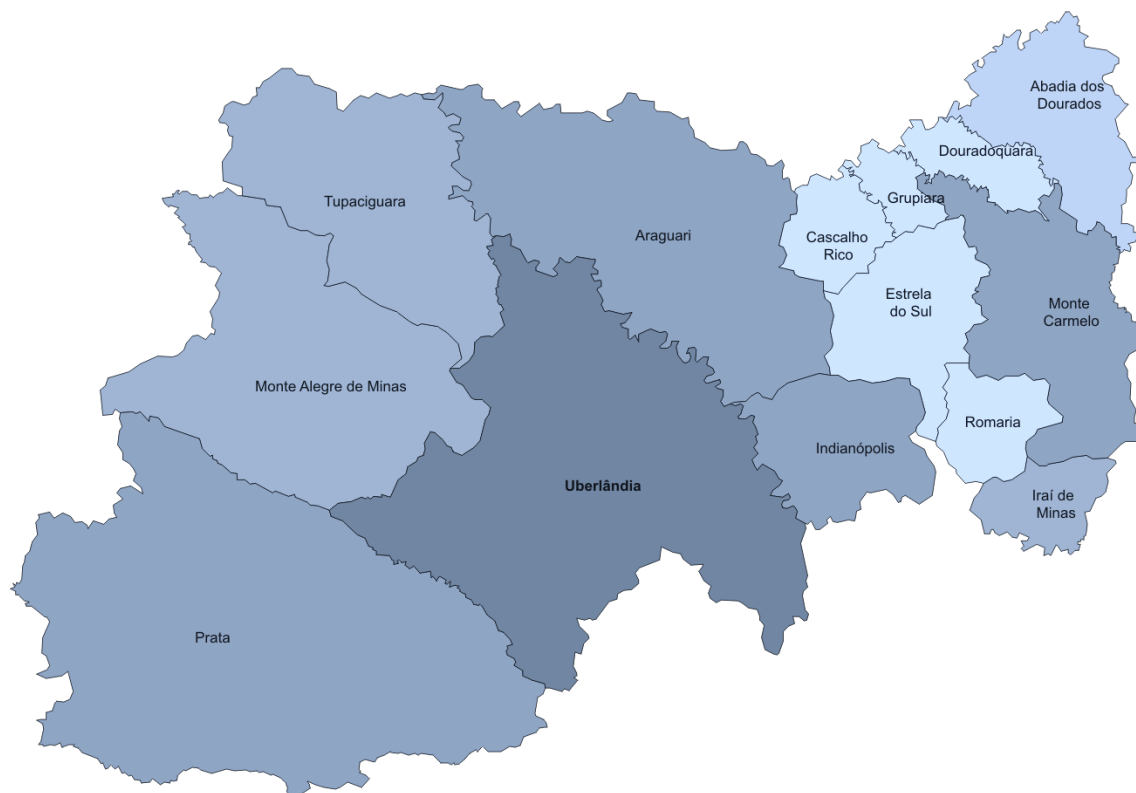 Abadia dos
Dourados
Douradoquara
Tupaciguara
Grupiara
Araguari
Cascalho
Rico
Estrela
do Sul
Monte
Carmelo
Monte Alegre de Minas
Romaria
Indianópolis
Uberlândia
Iraí de
Minas
Prata